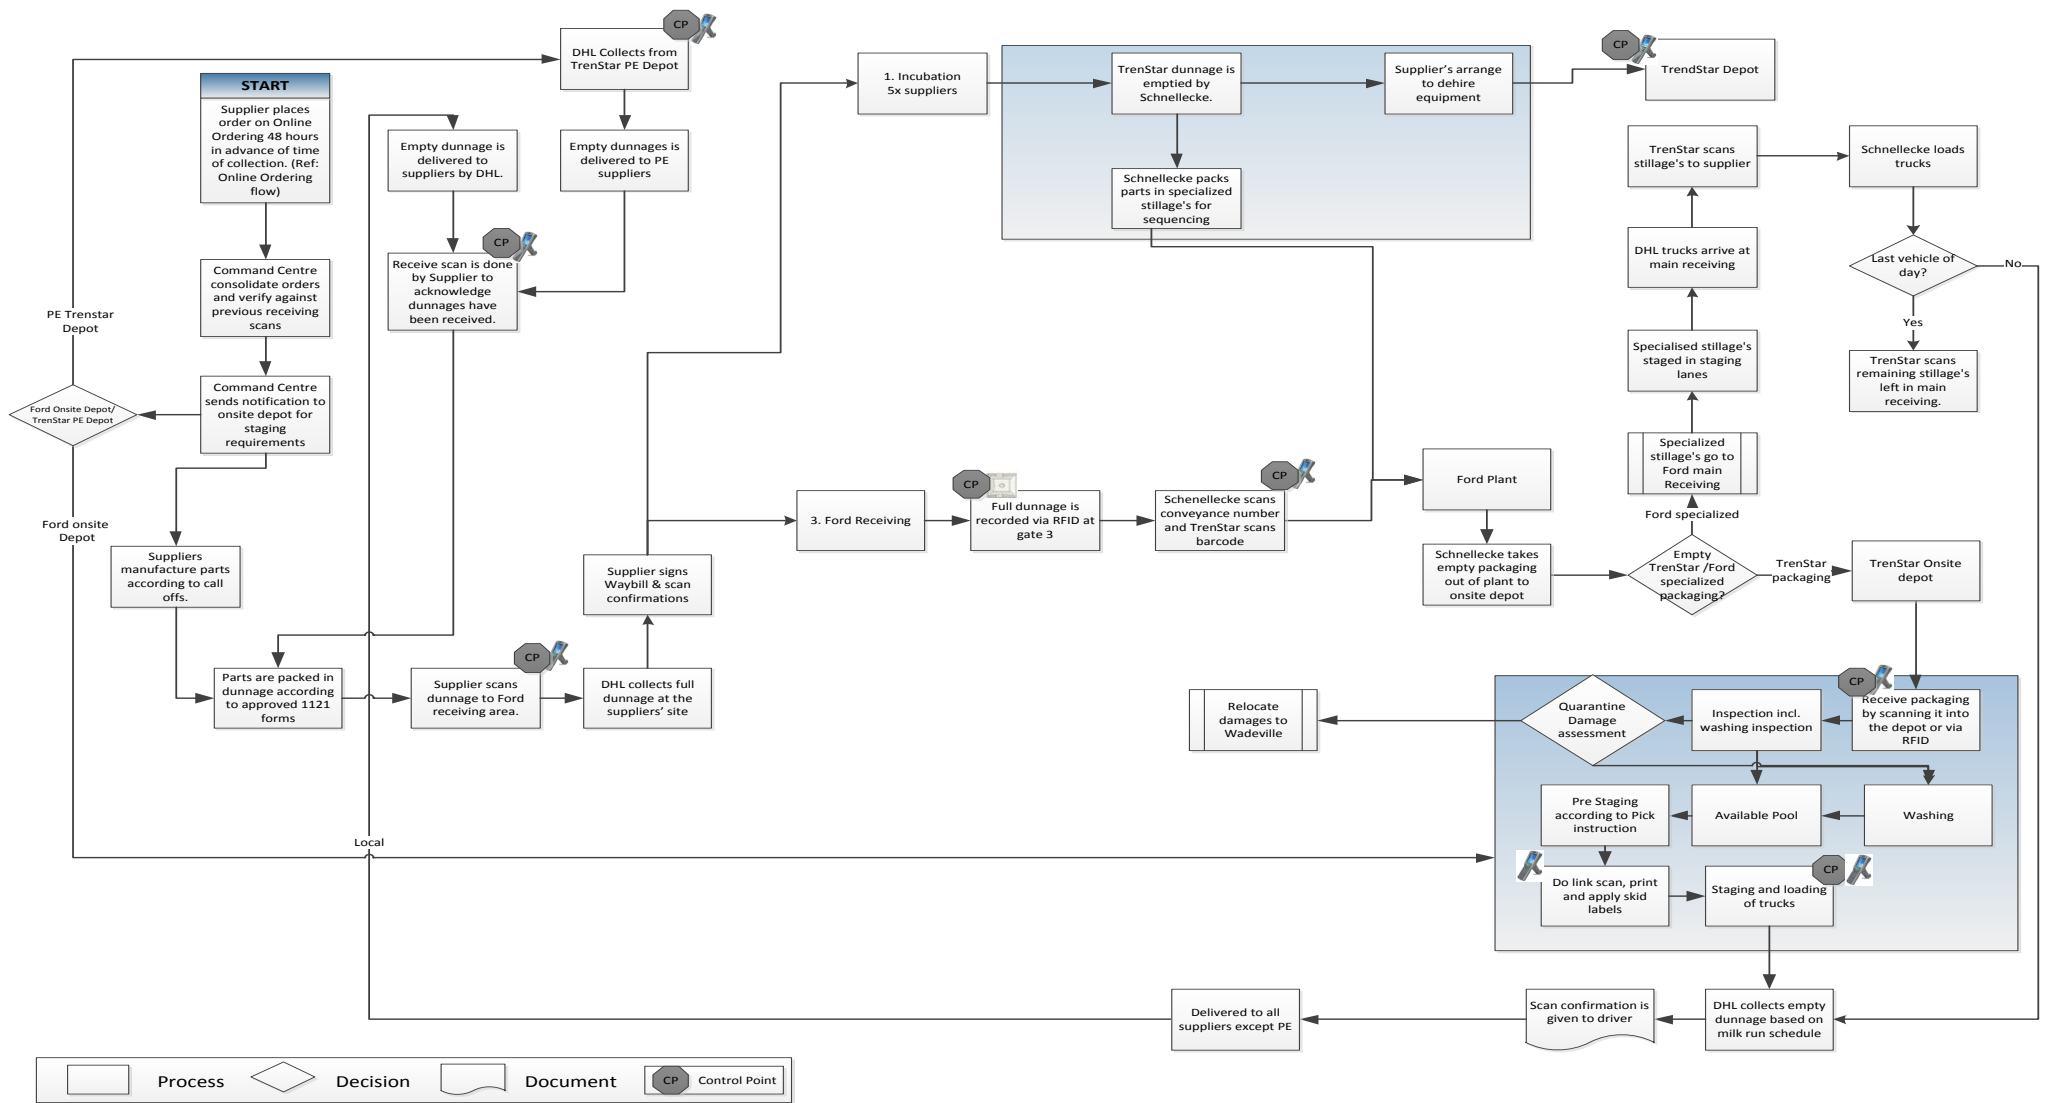 CP
DHL Collects from
TrenStar PE Depot
START
Supplier places
order on Online
Ordering 48 hours
in advance of time
of collection. (Ref:
Online Ordering
flow)
Empty dunnage is
delivered to
suppliers by DHL.
Empty dunnages is
delivered to PE
suppliers
1. Incubation
5x suppliers
TrenStar dunnage is
emptied by
Schnellecke.
Supplier's arrange
to dehire
equipment
CP
TrendStar Depot
Schnellecke packs
parts in specialized
stillage's for
sequencing
TrenStar scans
stillage's to supplier
Schnellecke loads
trucks
CP
Receive scan is done
by Supplier to
acknowledge
dunnages have
been received.
Command Centre
consolidate orders
and verify against
previous receiving
scans
DHL trucks arrive at
main receiving
Last vehicle of
day?
No
Yes
PE Trenstar
Depot
Specialised stillage's
staged in staging
lanes
TrenStar scans
remaining stillage's
left in main
receiving.
Ford Onsite Depot/
TrenStar PE Depot
Command Centre
sends notification to
onsite depot for
staging
requirements
Specialized
stillage's go to
Ford main
Receiving
Ford specialized
Ford onsite
Depot
Suppliers
manufacture parts
according to call
offs.
Supplier signs
Waybill & scan
confirmations
3. Ford Receiving
CP
Full dunnage is
recorded via RFID at
gate 3
CP
Schenellecke scans
conveyance number
and TrenStar scans
barcode
Ford Plant
Schnellecke takes
empty packaging
out of plant to
onsite depot
Empty
TrenStar /Ford
specialized
packaging?
TrenStar
packaging
TrenStar Onsite
depot
Parts are packed in
dunnage according
to approved 1121
forms
CP
Supplier scans
dunnage to Ford
receiving area.
DHL collects full
dunnage at the
suppliers' site
Relocate
damages to
Wadeville
Quarantine
Damage
assessment
Inspection incl.
washing inspection
CP
Receive packaging
by scanning it into
the depot or via
RFID
Pre Staging
according to Pick
instruction
Available Pool
Washing
Local
Do link scan, print
and apply skid
labels
CP
Staging and loading
of trucks
Delivered to all
suppliers except PE
Scan confirmation is
given to driver
DHL collects empty
dunnage based on
milk run schedule
Process
Decision
Document
CP
Control Point